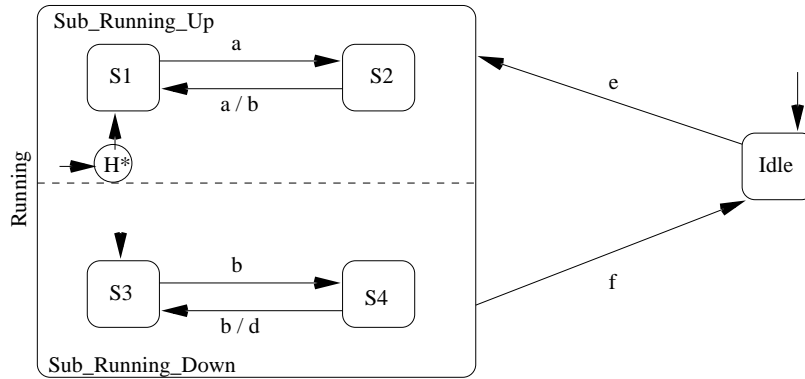 Sub_Running_Up
a
S1
S2
a / b
e
H*
Idle
Running
b
S3
S4
b / d
f
Sub_Running_Down